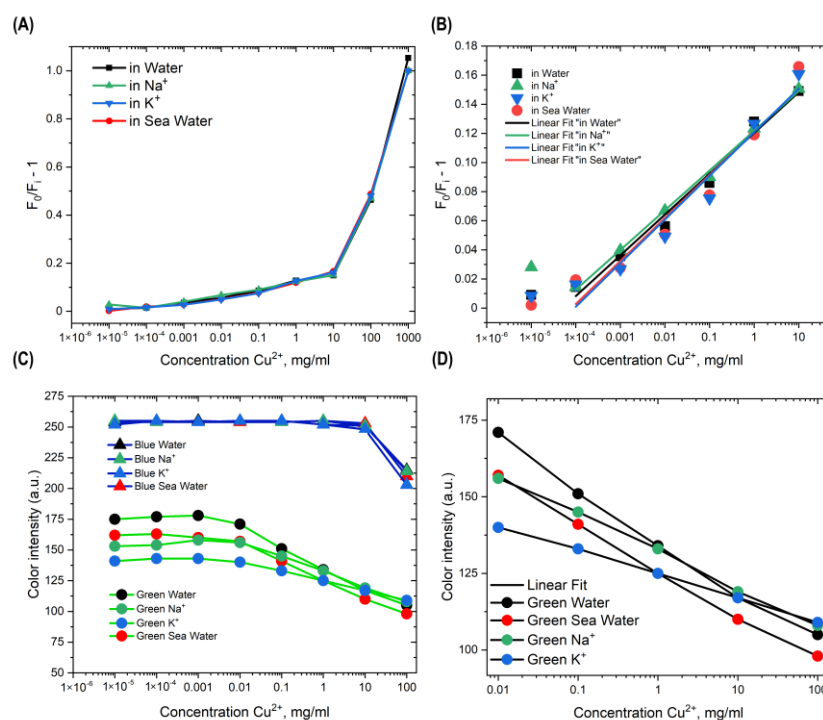 (A)
in Water
in Na⁺
in K⁺
in Sea Water
F₀/Fᵢ - 1
1.0
0.8
0.6
0.4
0.2
0
1×10⁻⁶
1×10⁻⁵
1×10⁻⁴
0.001
0.01
0.1
1
10
100
1000
Concentration Cu²⁺, mg/ml
(B)
in Water
in Na⁺
in K⁺
in Sea Water
Linear Fit "in Water"
Linear Fit "in Na⁺"
Linear Fit "in K⁺"
Linear Fit "in Sea Water"
F₀/Fᵢ - 1
0.18
0.16
0.14
0.12
0.10
0.08
0.06
0.04
0.02
0
1×10⁻⁶
1×10⁻⁵
1×10⁻⁴
0.001
0.01
0.1
1
10
Concentration Cu²⁺, mg/ml
(C)
Color intensity (a.u.)
275
250
225
200
175
150
125
100
75
50
Blue Water
Blue Na⁺
Blue K⁺
Blue Sea Water
Green Water
Green Na⁺
Green K⁺
Green Sea Water
1×10⁻⁶
1×10⁻⁵
1×10⁻⁴
0.001
0.01
0.1
1
10
100
Concentration Cu²⁺, mg/ml
(D)
Color intensity (a.u.)
175
150
125
100
Linear Fit
Green Water
Green Sea Water
Green Na⁺
Green K⁺
0.01
0.1
1
10
100
Concentration Cu²⁺, mg/ml